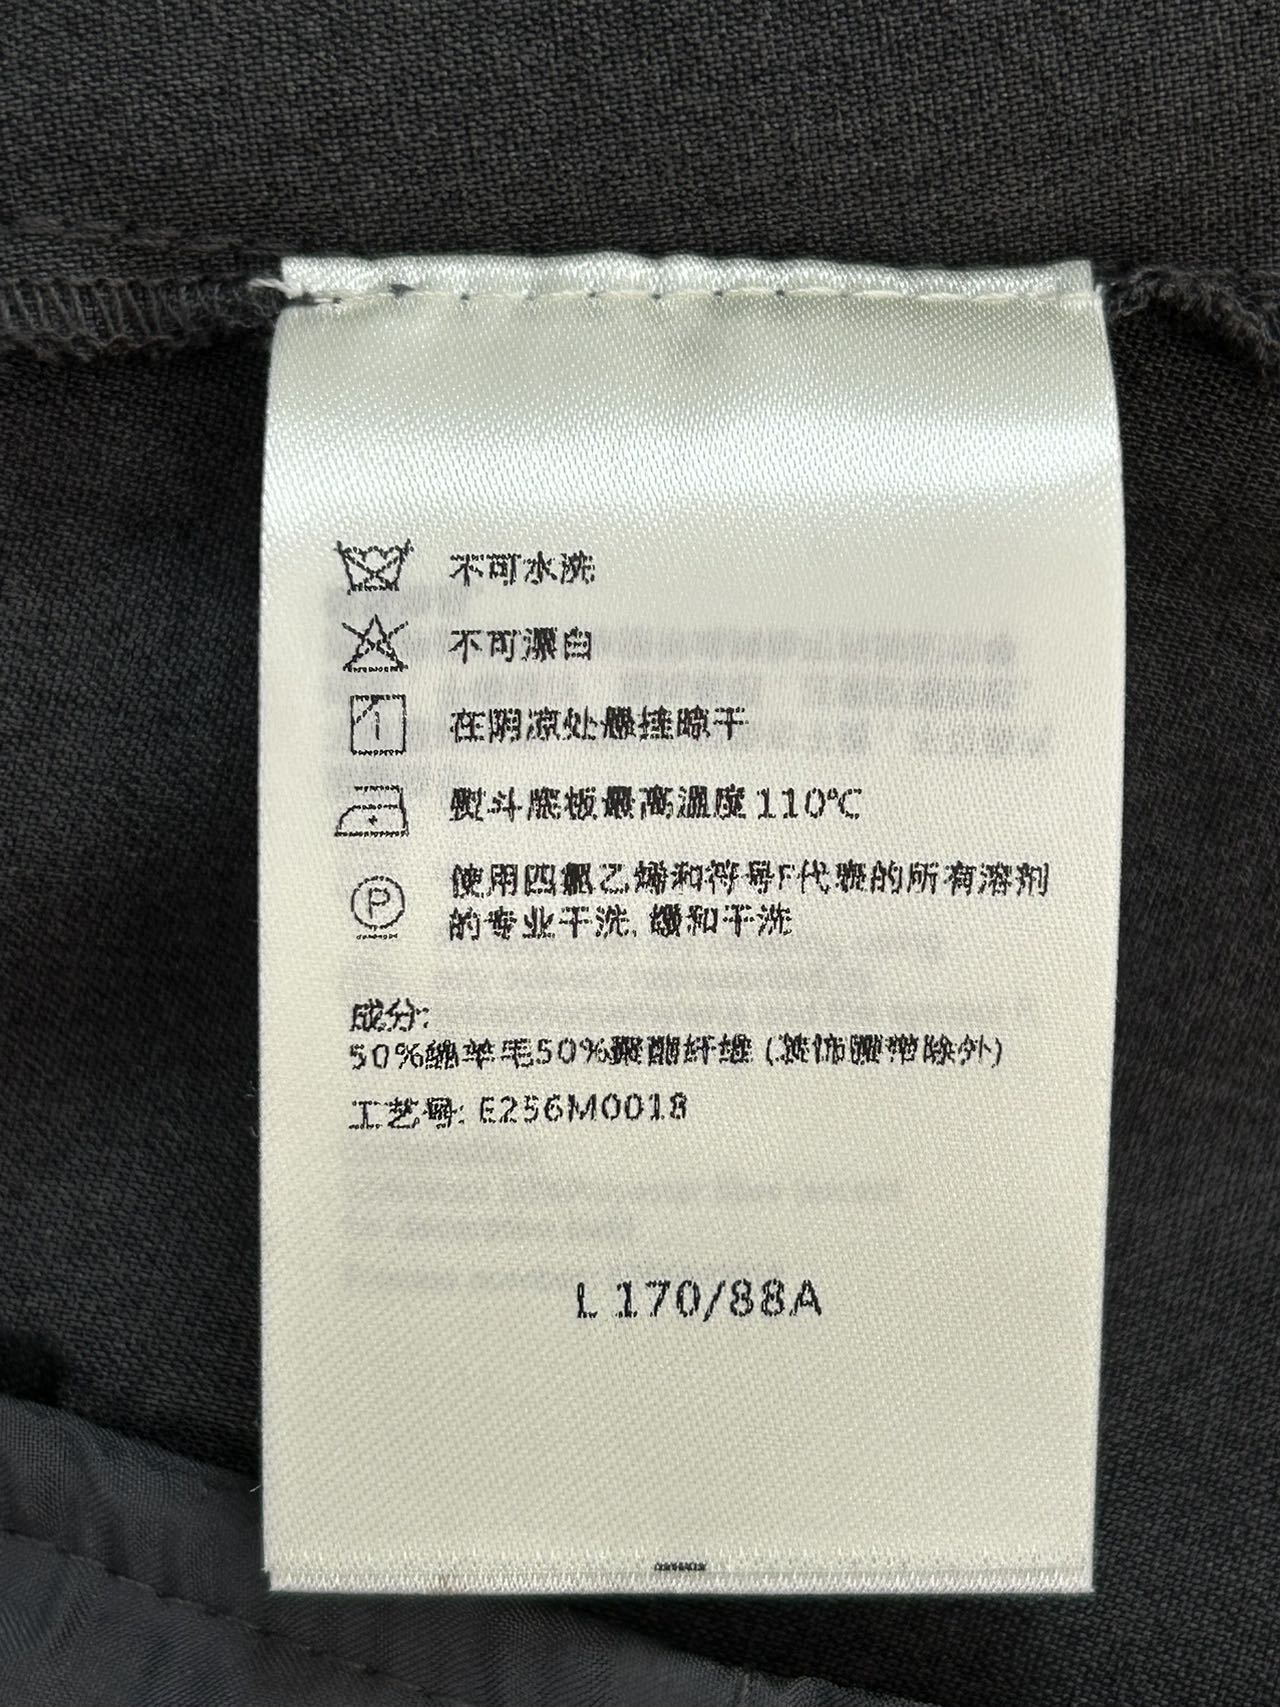 不可水洗
不可漂白
在阴凉处悬挂晾干
熨斗底板最高温度 110℃
使用四氯乙烯和符号F代表的所有溶剂
的专业干洗, 缓和干洗
成分:
50%绵羊毛50%聚酯纤维 (装饰腰带除外)
工艺号: E256M0018
L 170/88A